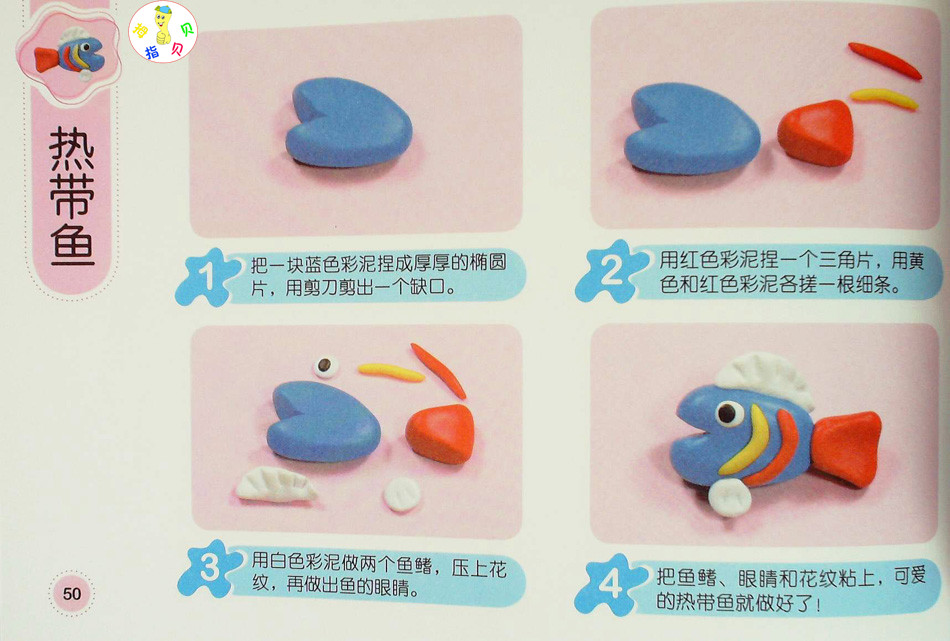 巧指贝贝
热带鱼
1
把一块蓝色彩泥捏成厚厚的椭圆
片，用剪刀剪出一个缺口。
2
用红色彩泥捏一个三角片，用黄
色和红色彩泥各搓一根细条。
3
用白色彩泥做两个鱼鳍，压上花
纹，再做出鱼的眼睛。
4
把鱼鳍、眼睛和花纹粘上，可爱
的热带鱼就做好了！
50